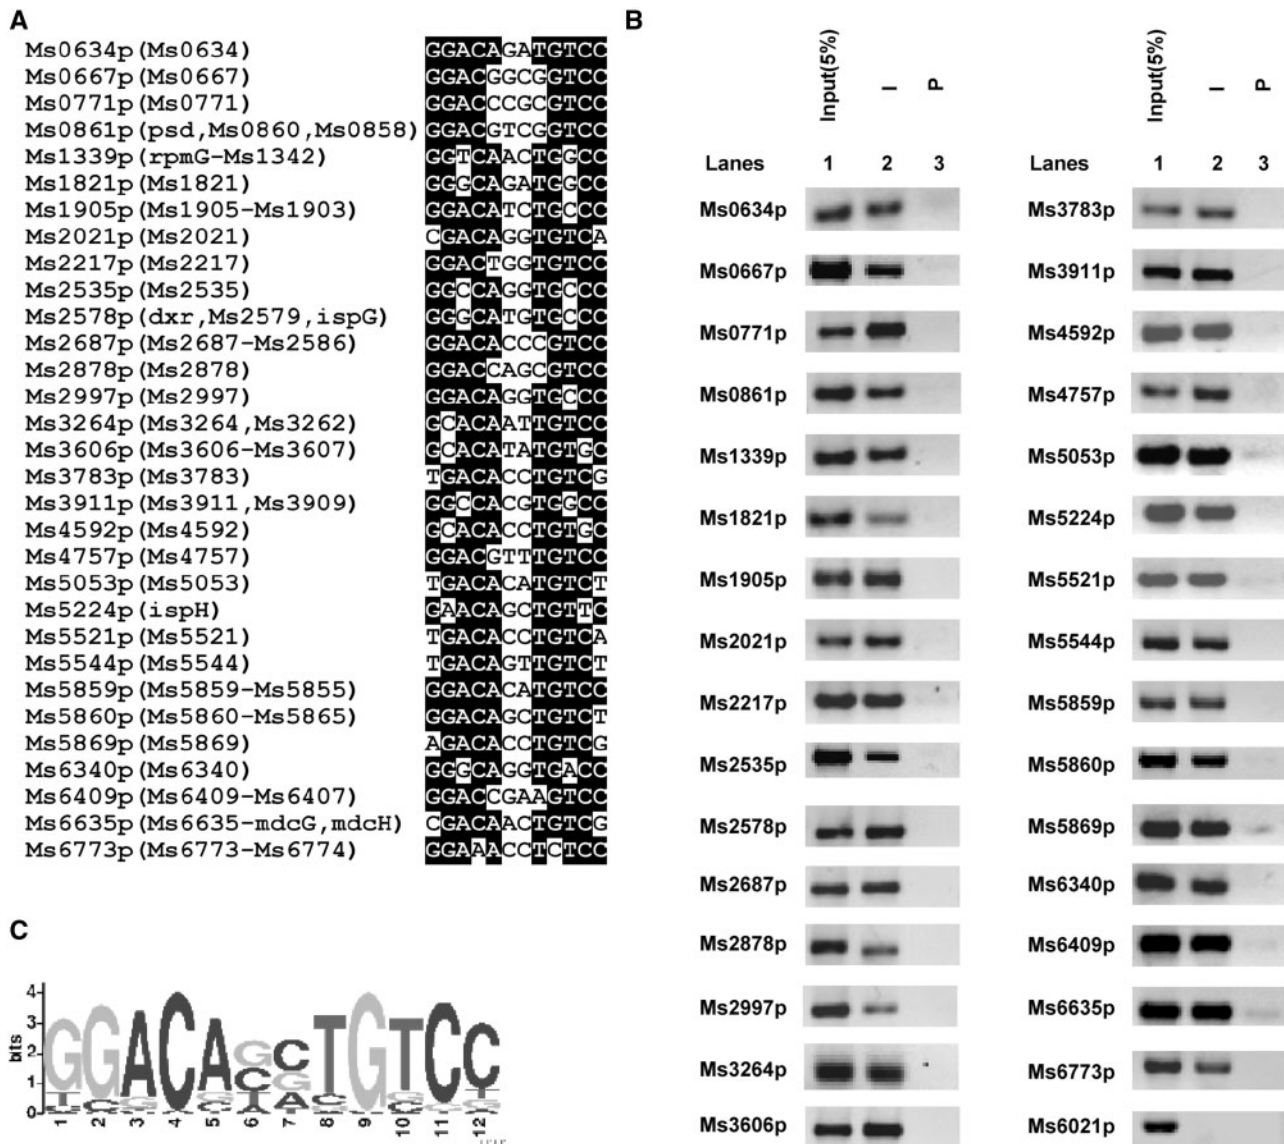 A
Ms0634p(Ms0634) GGACAGATGTCC
Ms0667p(Ms0667) GGACGGCGGTCC
Ms0771p(Ms0771) GGACCCGCGTCC
Ms0861p(psd,Ms0860,Ms0858) GGACGTCGGTCC
Ms1339p(rpmG-Ms1342) GGTCAACTGGCC
Ms1821p(Ms1821) GGGCAGATGGCC
Ms1905p(Ms1905-Ms1903) GGACATCTGCCC
Ms2021p(Ms2021) CGACAGGTGTCA
Ms2217p(Ms2217) GGACTGGTGTCC
Ms2535p(Ms2535) GGCCAGGTGCCC
Ms2578p(dxr,Ms2579,ispG) GGGCATGTGCCC
Ms2687p(Ms2687-Ms2586) GGACACCCGTCC
Ms2878p(Ms2878) GGACCAGCGTCC
Ms2997p(Ms2997) GGACAGGTGCCC
Ms3264p(Ms3264,Ms3262) GCACAATTGTCC
Ms3606p(Ms3606-Ms3607) GCACATATGTGC
Ms3783p(Ms3783) TGACACCTGTCG
Ms3911p(Ms3911,Ms3909) GGCCACGTGGCC
Ms4592p(Ms4592) GCACACCTGTGC
Ms4757p(Ms4757) GGACGTTTGTCC
Ms5053p(Ms5053) TGACACATGTCT
Ms5224p(ispH) GAACAGCTGTTC
Ms5521p(Ms5521) TGACACCTGTCA
Ms5544p(Ms5544) TGACAGTTGTCT
Ms5859p(Ms5859-Ms5855) GGACACATGTCC
Ms5860p(Ms5860-Ms5865) GGACAGCTGTCT
Ms5869p(Ms5869) AGACACCTGTCG
Ms6340p(Ms6340) GGGCAGGTGACC
Ms6409p(Ms6409-Ms6407) GGACCGAAGTCC
Ms6635p(Ms6635-mdcG,mdcH) CGACAACTGTCG
Ms6773p(Ms6773-Ms6774) GGAAACCTCTCC
B
Input(5%) I P
Lanes 1 2 3
Ms0634p
Ms0667p
Ms0771p
Ms0861p
Ms1339p
Ms1821p
Ms1905p
Ms2021p
Ms2217p
Ms2535p
Ms2578p
Ms2687p
Ms2878p
Ms2997p
Ms3264p
Ms3606p
Input(5%) I P
Lanes 1 2 3
Ms3783p
Ms3911p
Ms4592p
Ms4757p
Ms5053p
Ms5224p
Ms5521p
Ms5544p
Ms5859p
Ms5860p
Ms5869p
Ms6340p
Ms6409p
Ms6635p
Ms6773p
Ms6021p
C
bits
4
3
2
1
0
GGACAGCTGTCC
1 2 3 4 5 6 7 8 9 10 11 12